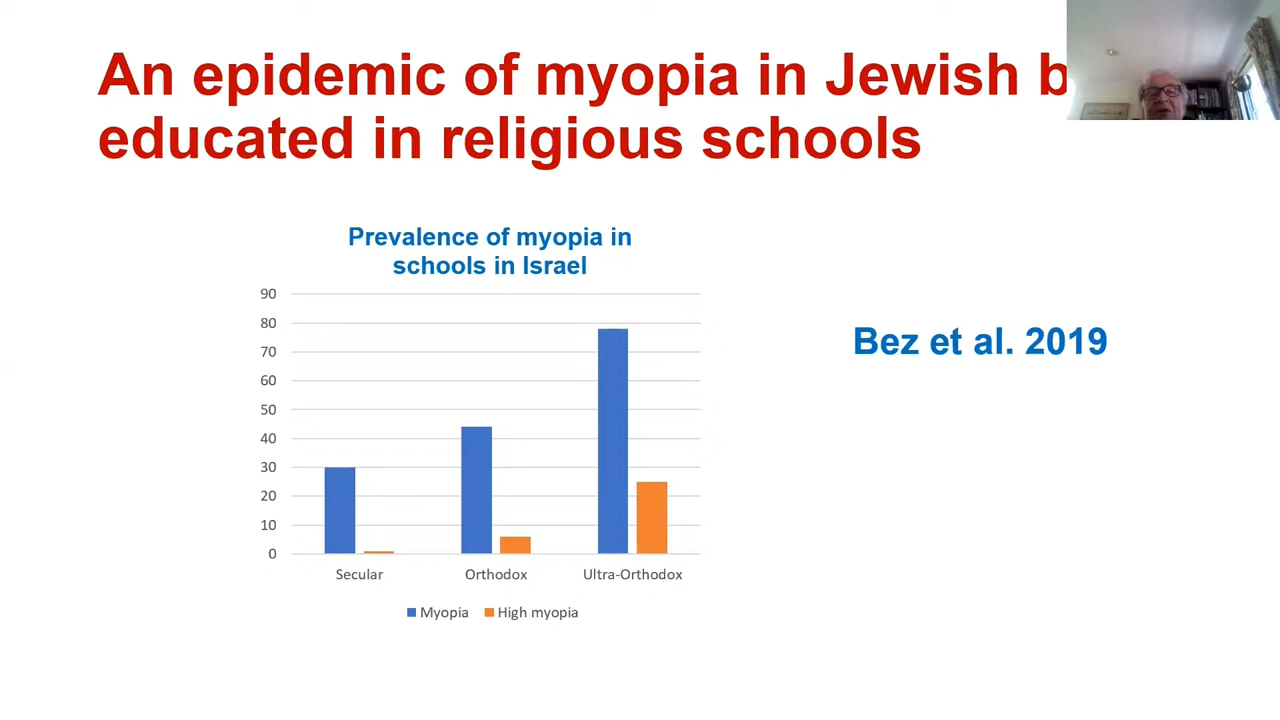 An epidemic of myopia in Jewish
educated in religious schools
Prevalence of myopia in
schools in Israel
90
80
70
60
50
40
30
20
10
0
Secular Orthodox Ultra-Orthodox
Myopia High myopia
Bez et al. 2019